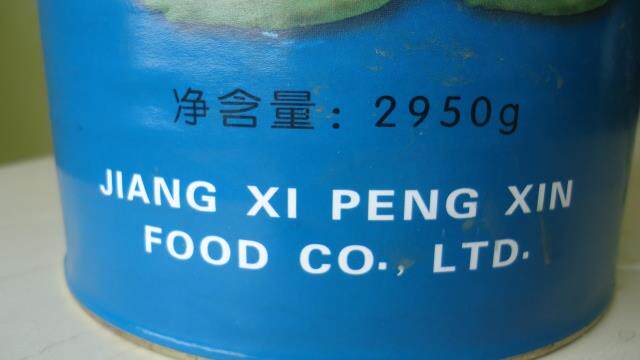 净含量：2950g
JIANG XI PENG XIN
FOOD CO., LTD.